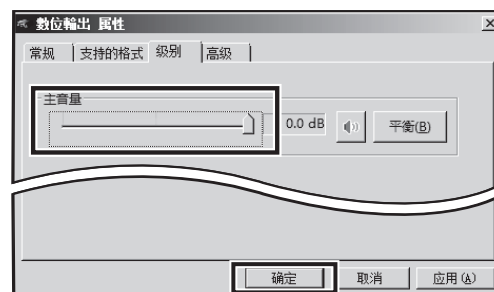 數位輸出 属性
常规 支持的格式 级别 高级
主音量
0.0 dB 平衡(B)
确定 取消 应用(A)